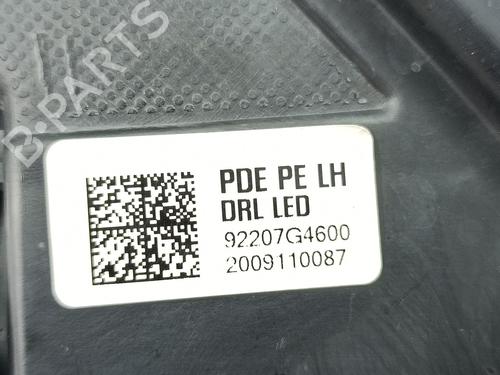 B-PARTS
PDE PE LH
DRL LED
92207G4600
2009110087